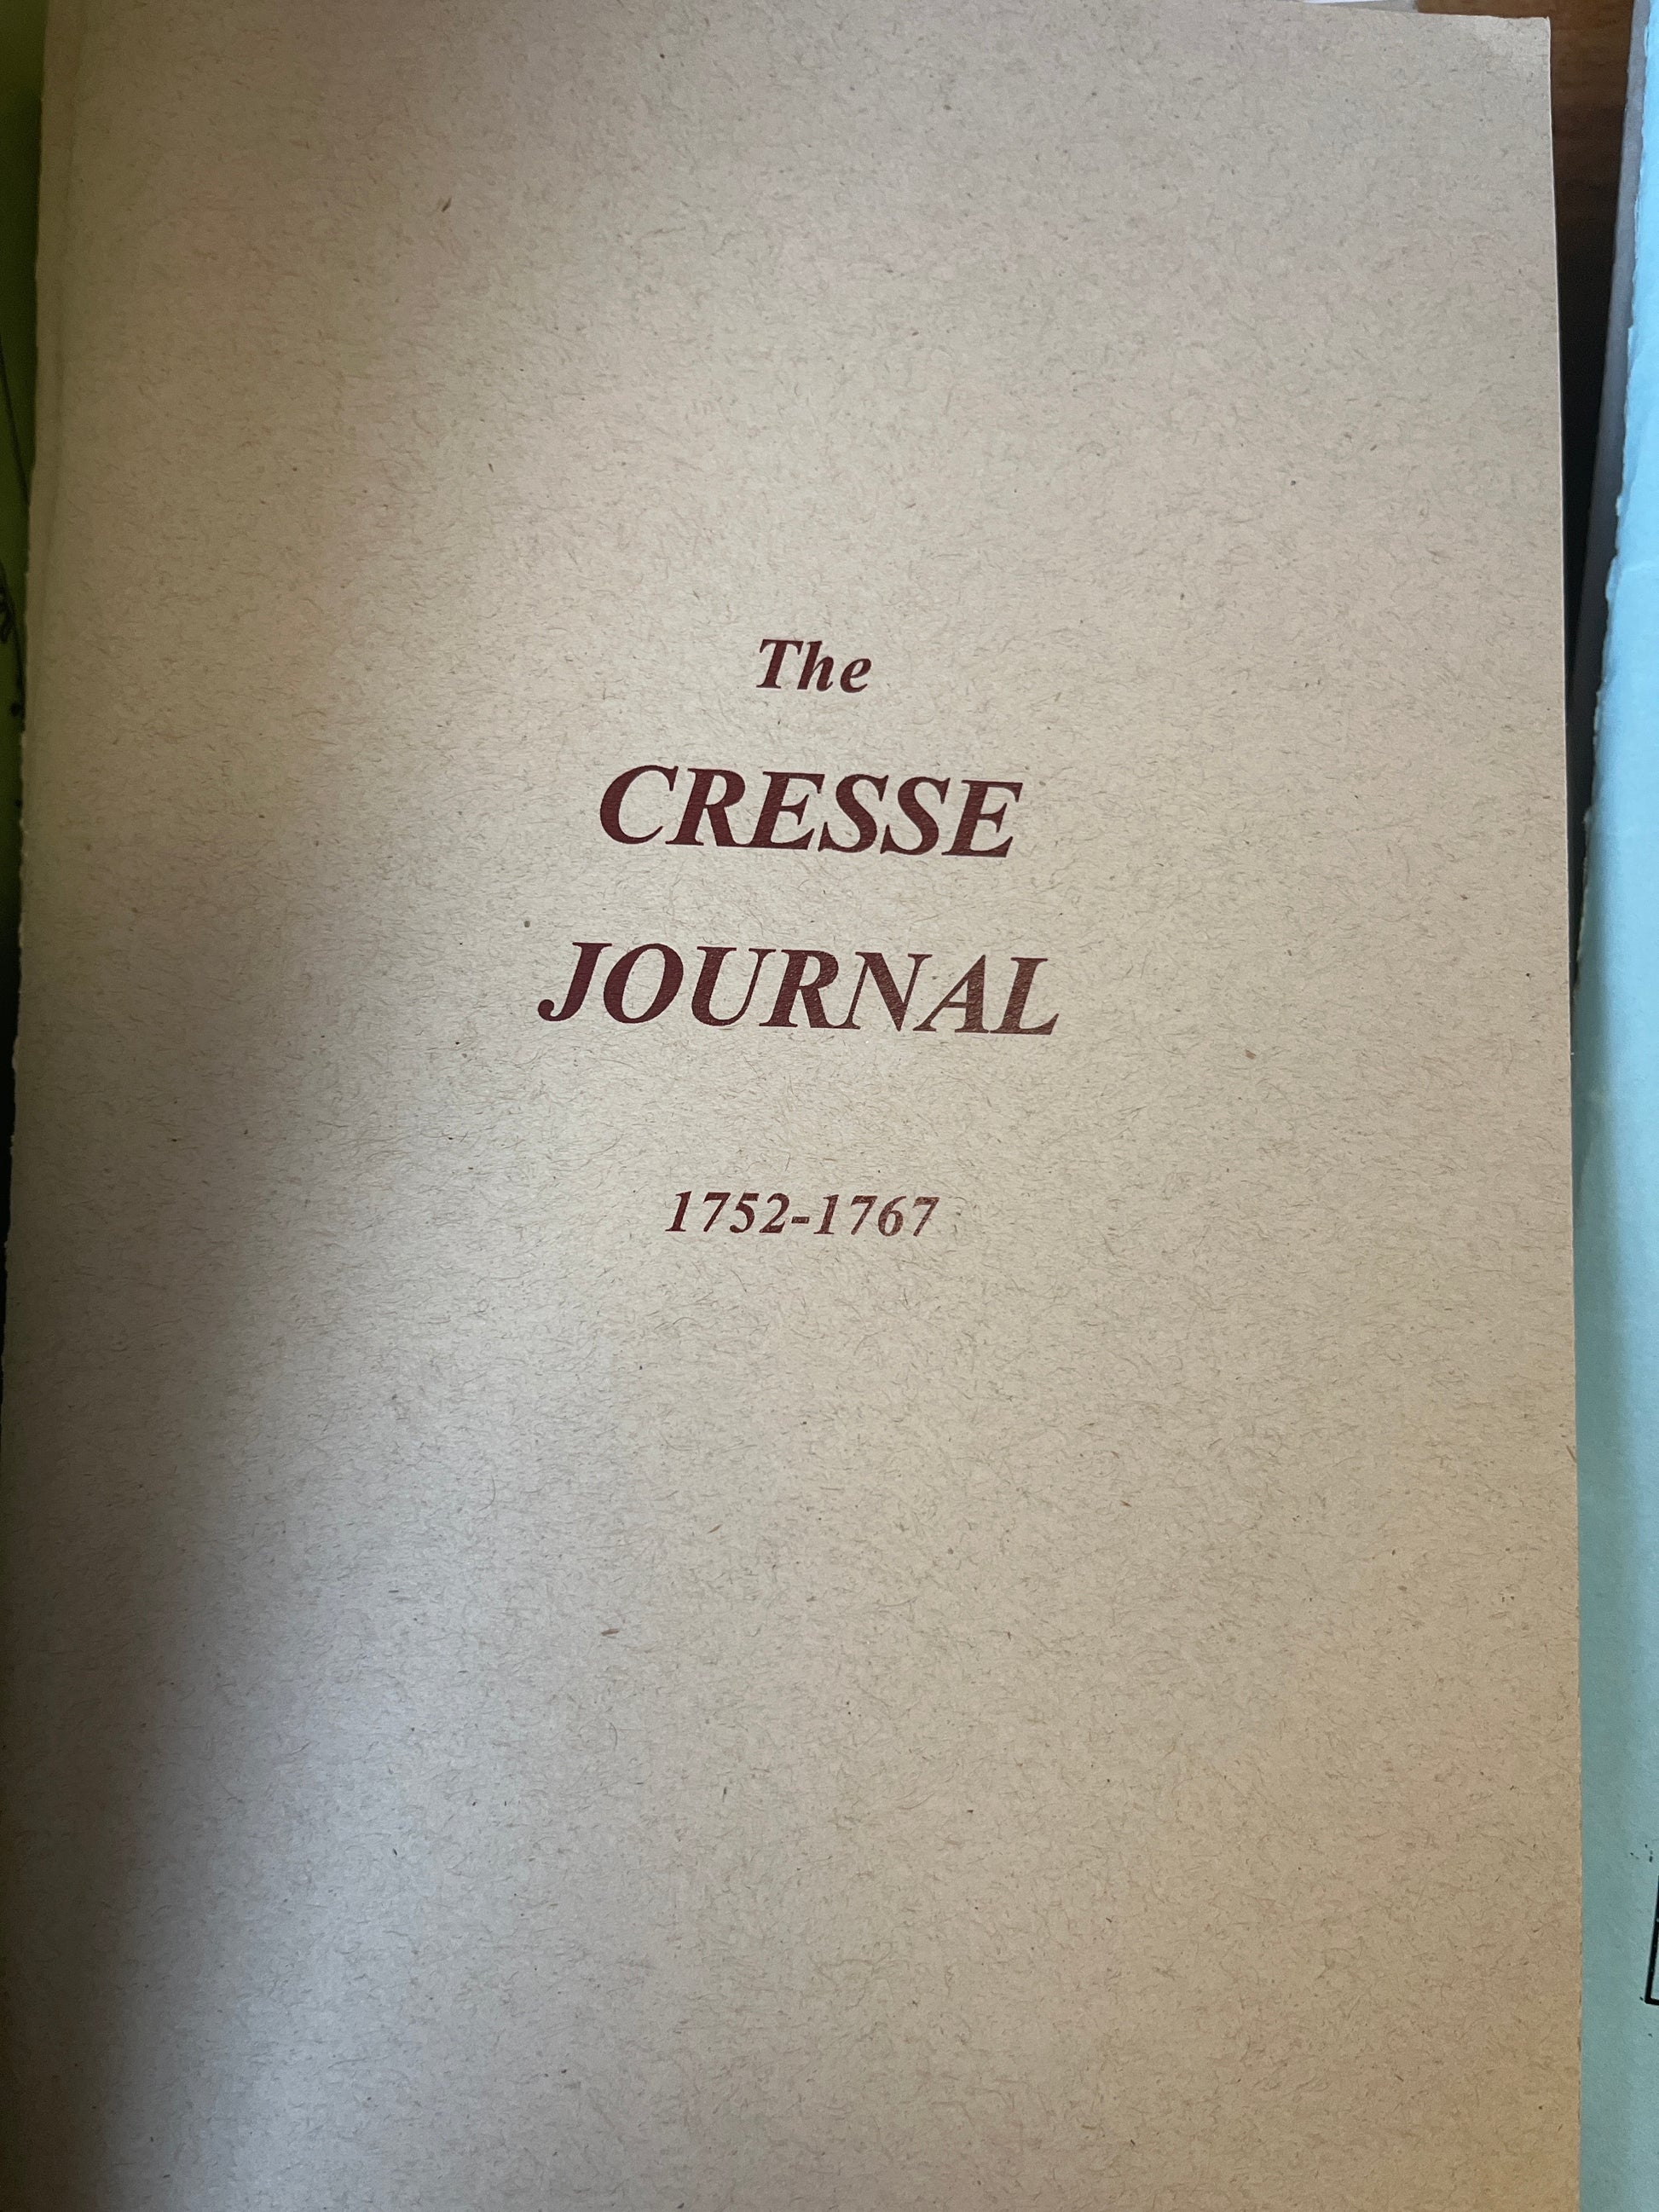 The
CRESSE
JOURNAL
1752-1767